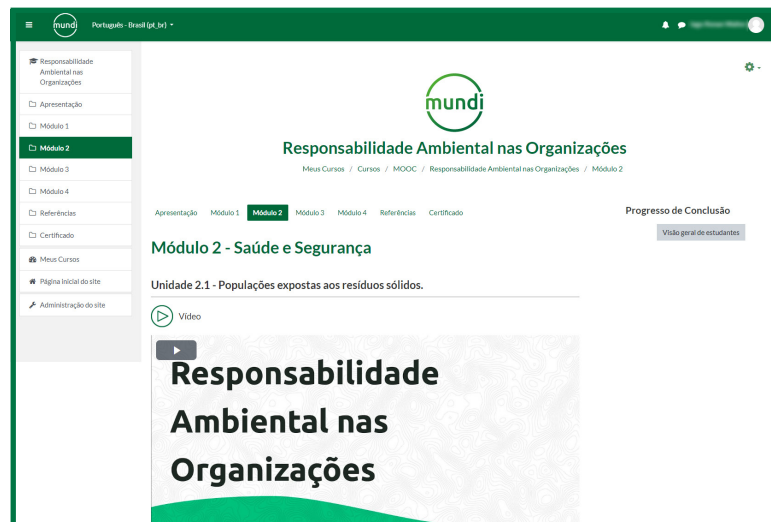 mundi
Português - Brasil (pt_br)
Responsabilidade
Ambiental nas
Organizações
Apresentação
Módulo 1
Módulo 2
Módulo 3
Módulo 4
Referências
Certificado
Meus Cursos
Página inicial do site
Administração do site
mundi
Responsabilidade Ambiental nas Organizações
Meus Cursos / Cursos / MOOC / Responsabilidade Ambiental nas Organizações / Módulo 2
Apresentação Módulo 1 Módulo 2 Módulo 3 Módulo 4 Referências Certificado
Módulo 2 - Saúde e Segurança
Unidade 2.1 - Populações expostas aos resíduos sólidos.
Vídeo
Responsabilidade
Ambiental nas
Organizações
Progresso de Conclusão
Visão geral de estudantes